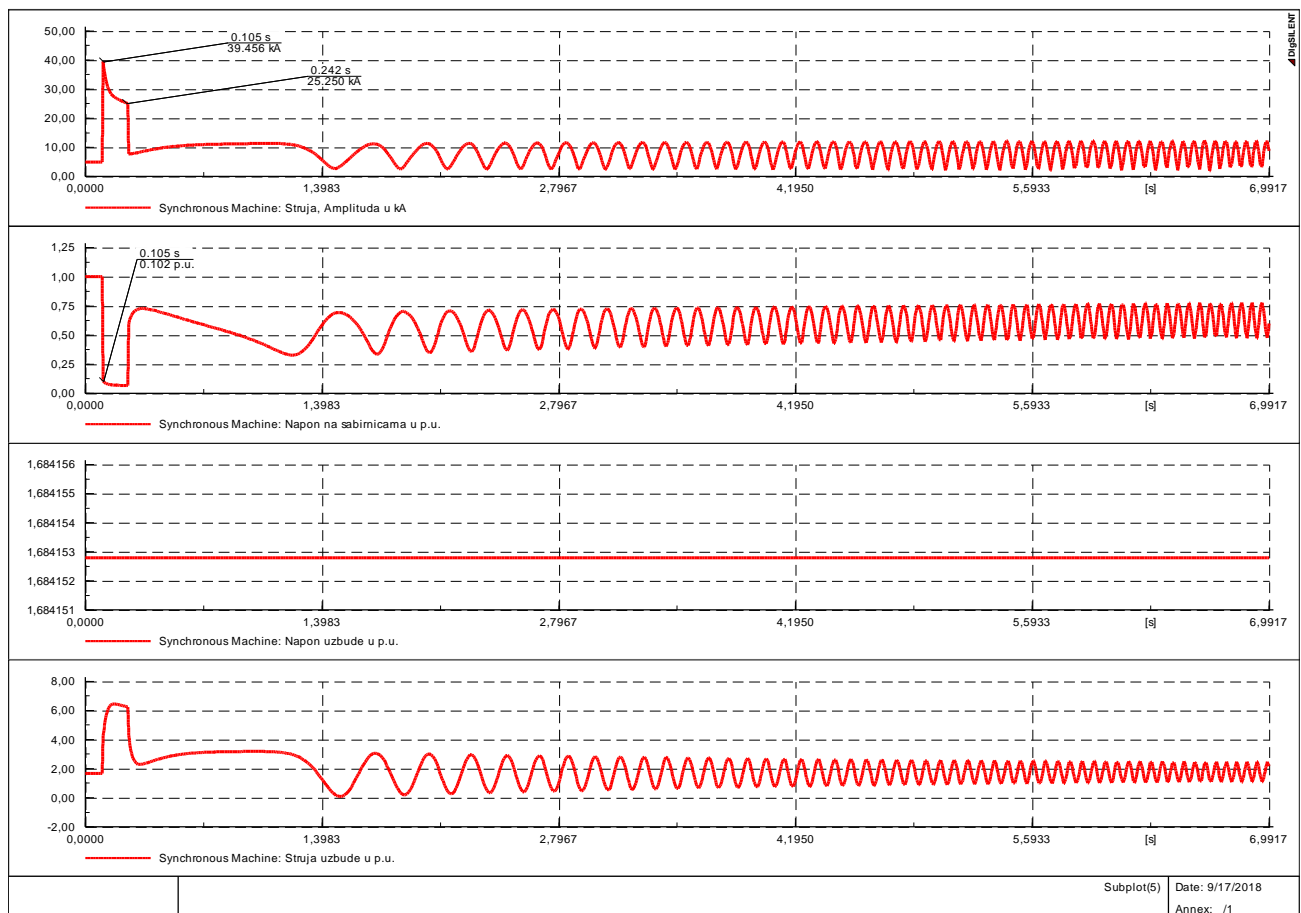 DIgSILENT
50,00
40,00
30,00
20,00
10,00
0,00
0.105 s
39.456 kA
0.242 s
25.250 kA
0,0000
1,3983
2,7967
4,1950
5,5933
[s]
6,9917
Synchronous Machine: Struja, Amplituda u kA
1,25
1,00
0,75
0,50
0,25
0,00
0.105 s
0.102 p.u.
0,0000
1,3983
2,7967
4,1950
5,5933
[s]
6,9917
Synchronous Machine: Napon na sabirnicama u p.u.
1,684156
1,684155
1,684154
1,684153
1,684152
1,684151
0,0000
1,3983
2,7967
4,1950
5,5933
[s]
6,9917
Synchronous Machine: Napon uzbude u p.u.
8,00
6,00
4,00
2,00
0,00
-2,00
0,0000
1,3983
2,7967
4,1950
5,5933
[s]
6,9917
Synchronous Machine: Struja uzbude u p.u.
Subplot(5)
Date: 9/17/2018
Annex: /1